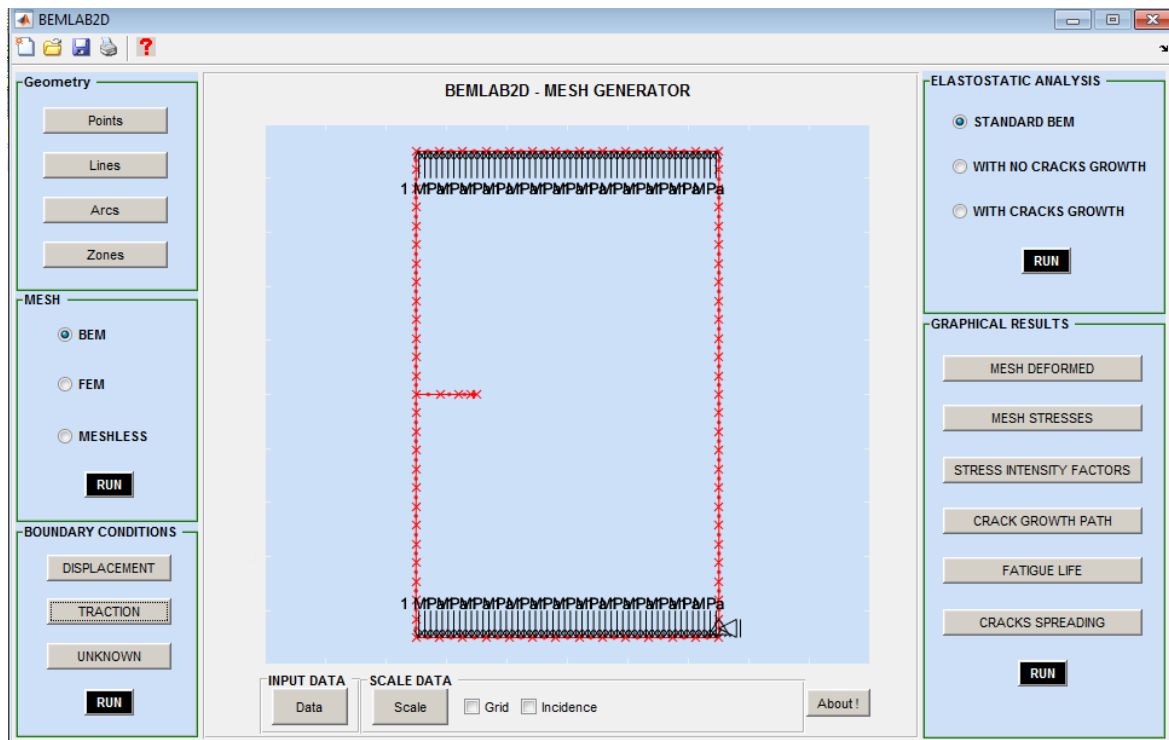 BEMLAB2D
?
Geometry
Points
Lines
Arcs
Zones
MESH
BEM
FEM
MESHLESS
RUN
BOUNDARY CONDITIONS
DISPLACEMENT
TRACTION
UNKNOWN
RUN
BEMLAB2D - MESH GENERATOR
1 MPa
1 MPa
INPUT DATA
Data
SCALE DATA
Scale
Grid
Incidence
About !
ELASTOSTATIC ANALYSIS
STANDARD BEM
WITH NO CRACKS GROWTH
WITH CRACKS GROWTH
RUN
GRAPHICAL RESULTS
MESH DEFORMED
MESH STRESSES
STRESS INTENSITY FACTORS
CRACK GROWTH PATH
FATIGUE LIFE
CRACKS SPREADING
RUN